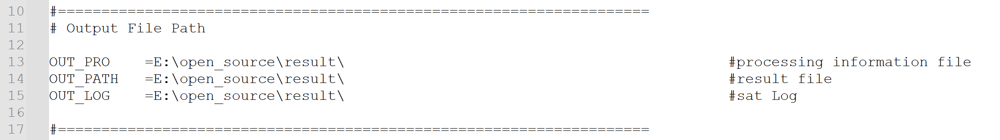 10 #====================================================================
11 # Output File Path
12
13 OUT_PRO    =E:\open_source\result\                                            #processing information file
14 OUT_PATH   =E:\open_source\result\                                            #result file
15 OUT_LOG    =E:\open_source\result\                                            #sat Log
16
17 #====================================================================